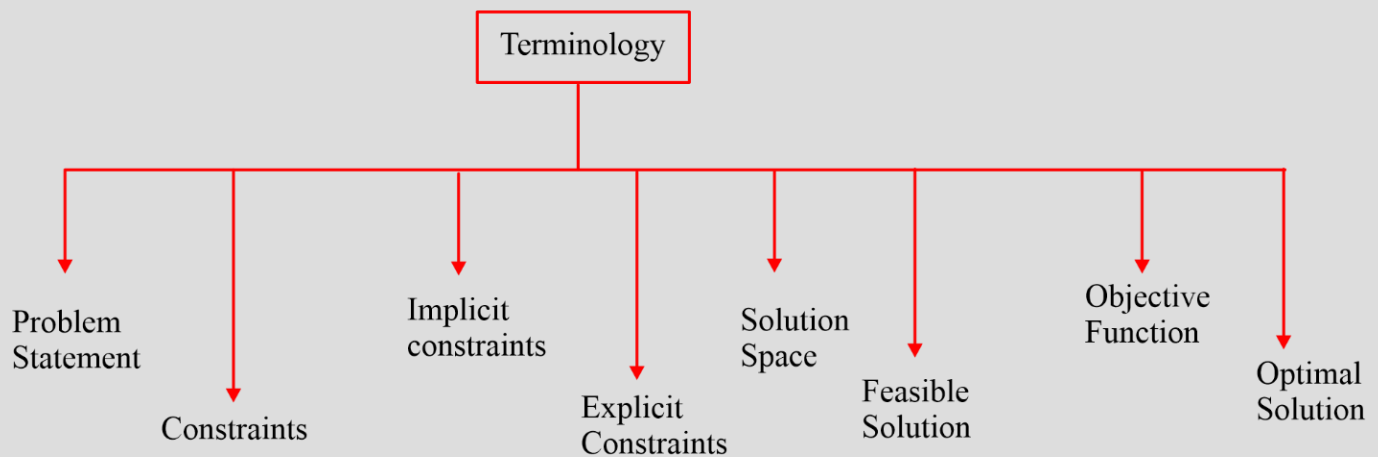 Terminology
Problem
Statement
Constraints
Implicit
constraints
Explicit
Constraints
Solution
Space
Feasible
Solution
Objective
Function
Optimal
Solution